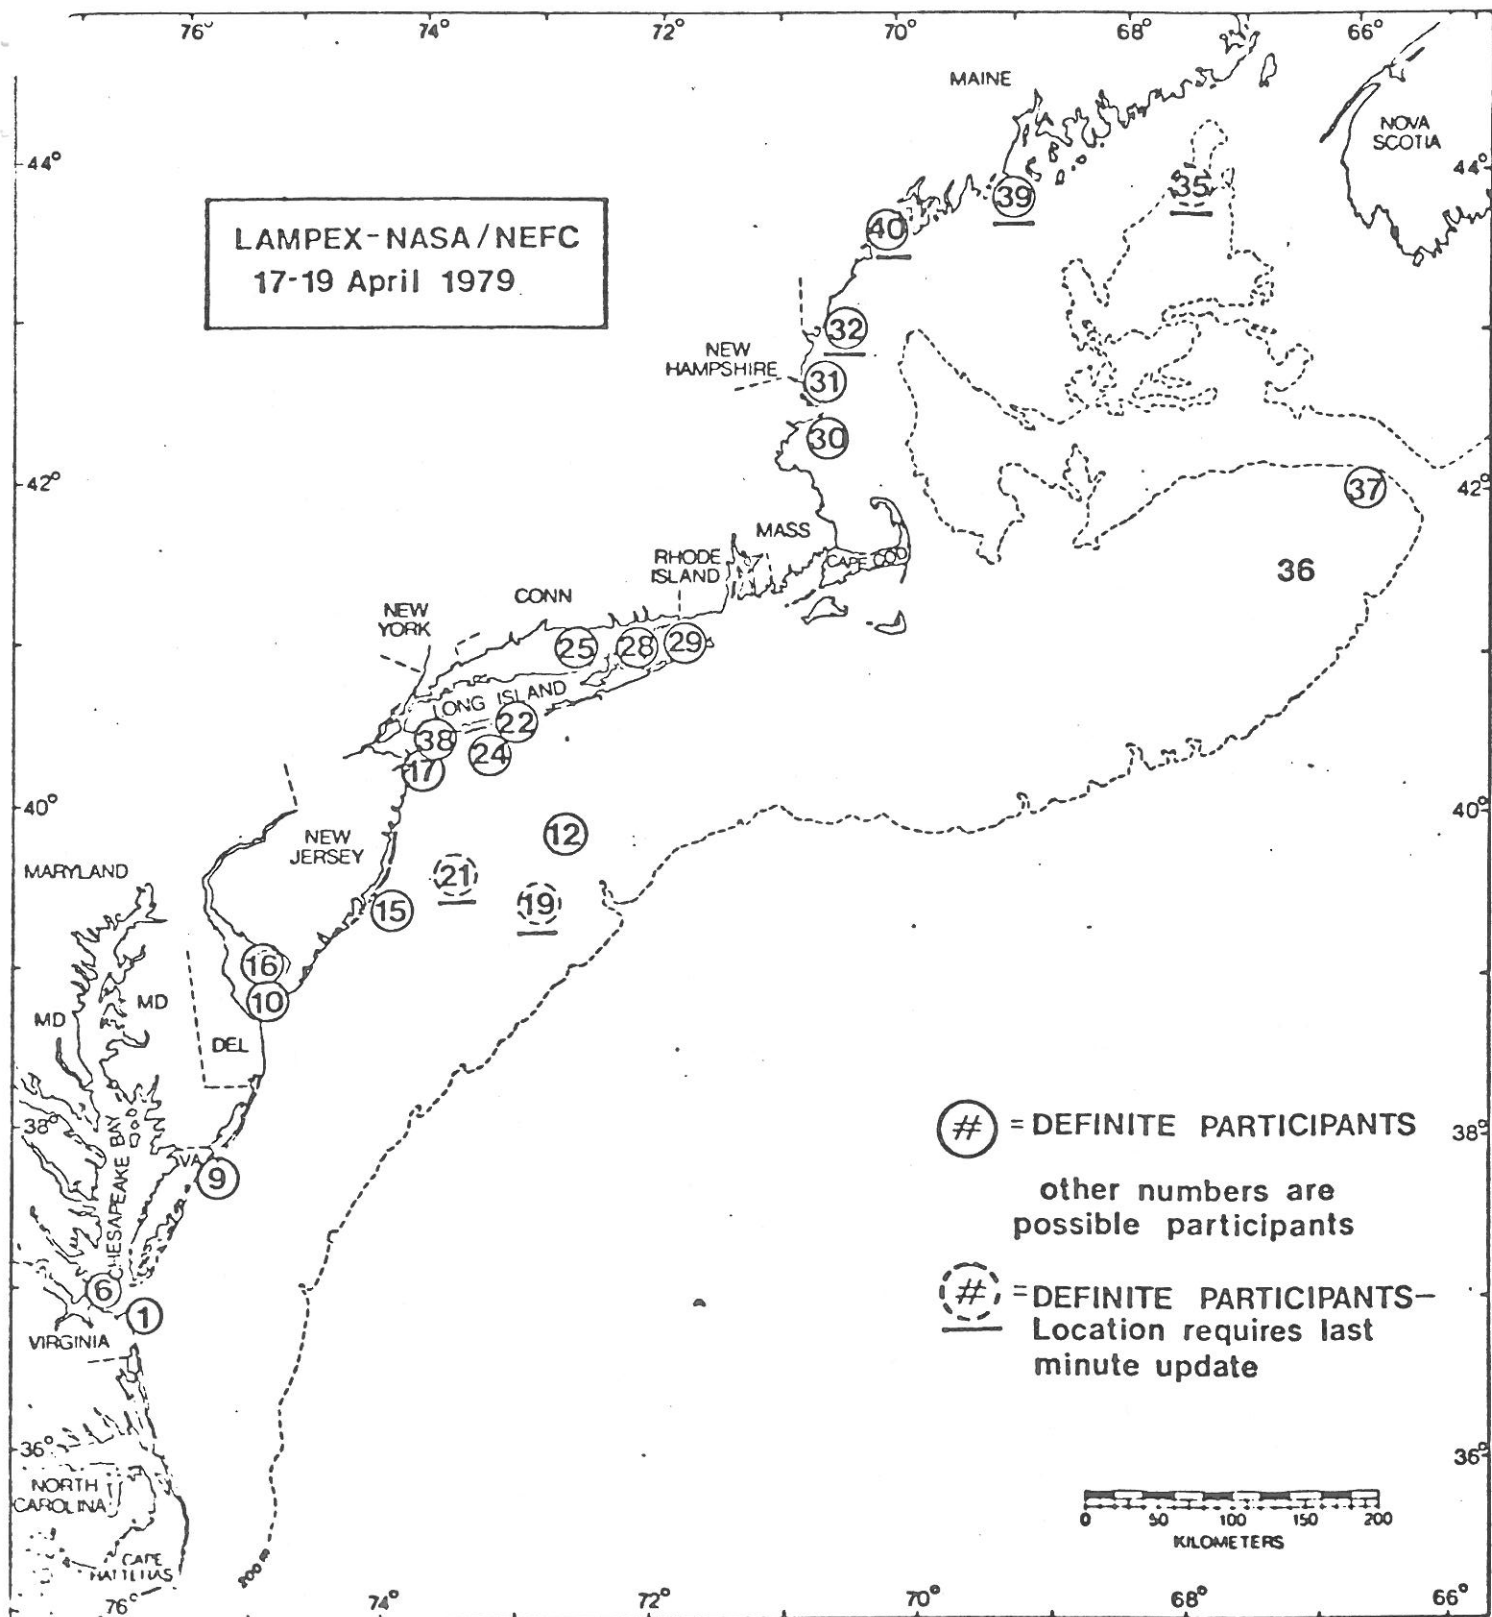 76°
74°
72°
70°
68°
66°
MAINE
NOVA
SCOTIA
44°
44°
35
39
LAMPEX-NASA/NEFC
17-19 April 1979
40
32
NEW
HAMPSHIRE
31
30
42°
37
42°
MASS
RHODE
ISLAND
CAPE COD
36
CONN
NEW
YORK
25
28
29
LONG ISLAND
22
38
24
17
40°
40°
12
NEW
JERSEY
MARYLAND
21
19
15
16
10
MD
MD
DEL
# = DEFINITE PARTICIPANTS
38°
38°
CHESAPEAKE BAY
VA
9
other numbers are
possible participants
6
# = DEFINITE PARTICIPANTS–
Location requires last
minute update
1
VIRGINIA
36°
36°
NORTH
CAROLINA
0 50 100 150 200
KILOMETERS
CAPE
HATTERAS
200 m
76°
74°
72°
70°
68°
66°